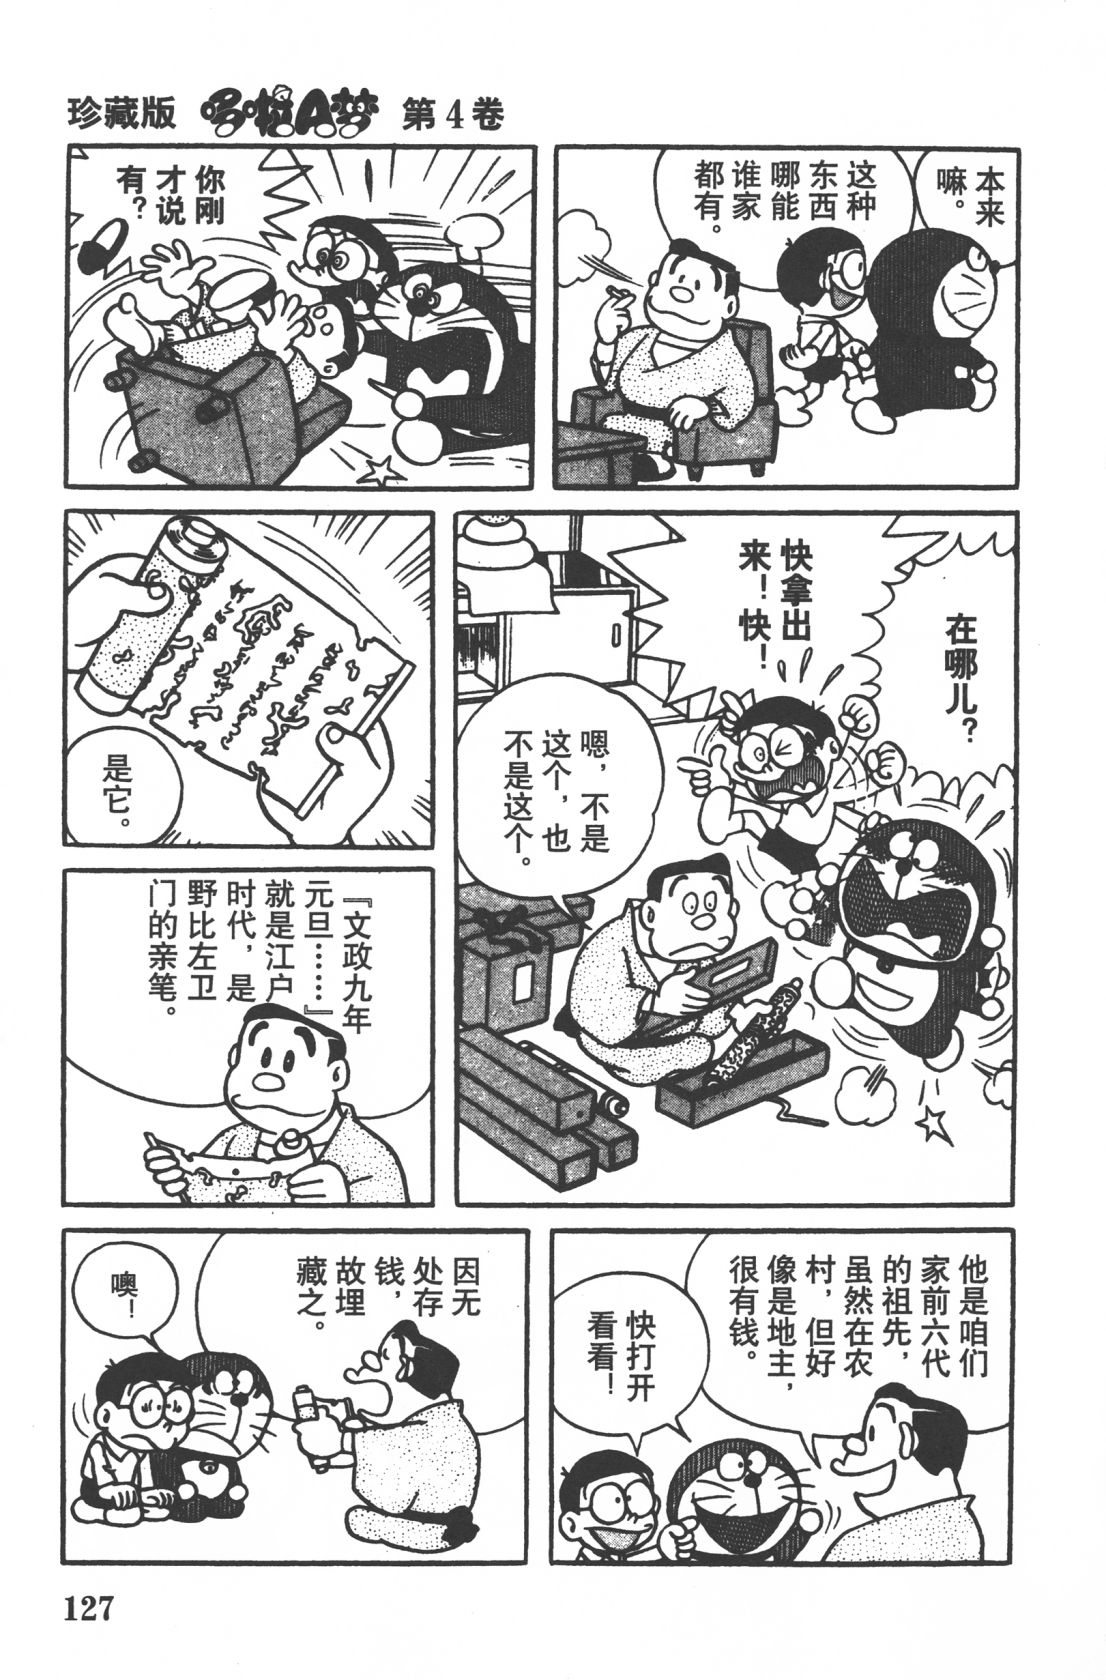 珍藏版 哆啦A梦 第4卷
本来
嘛。
这种
东西
哪能
谁家
都有。
你刚
才说
有？
在哪儿？
快拿出
来！快！
嗯，不是
这个，也
不是这个。
是它。
『文政九年
元旦……』
就是江户
时代，是
野比左卫
门的亲笔。
他是咱们
家前六代
的祖先，
虽然在农
村，但好
像是地主，
很有钱。
快打开
看看！
因无
处存
钱，
故埋
藏之。
噢！
127